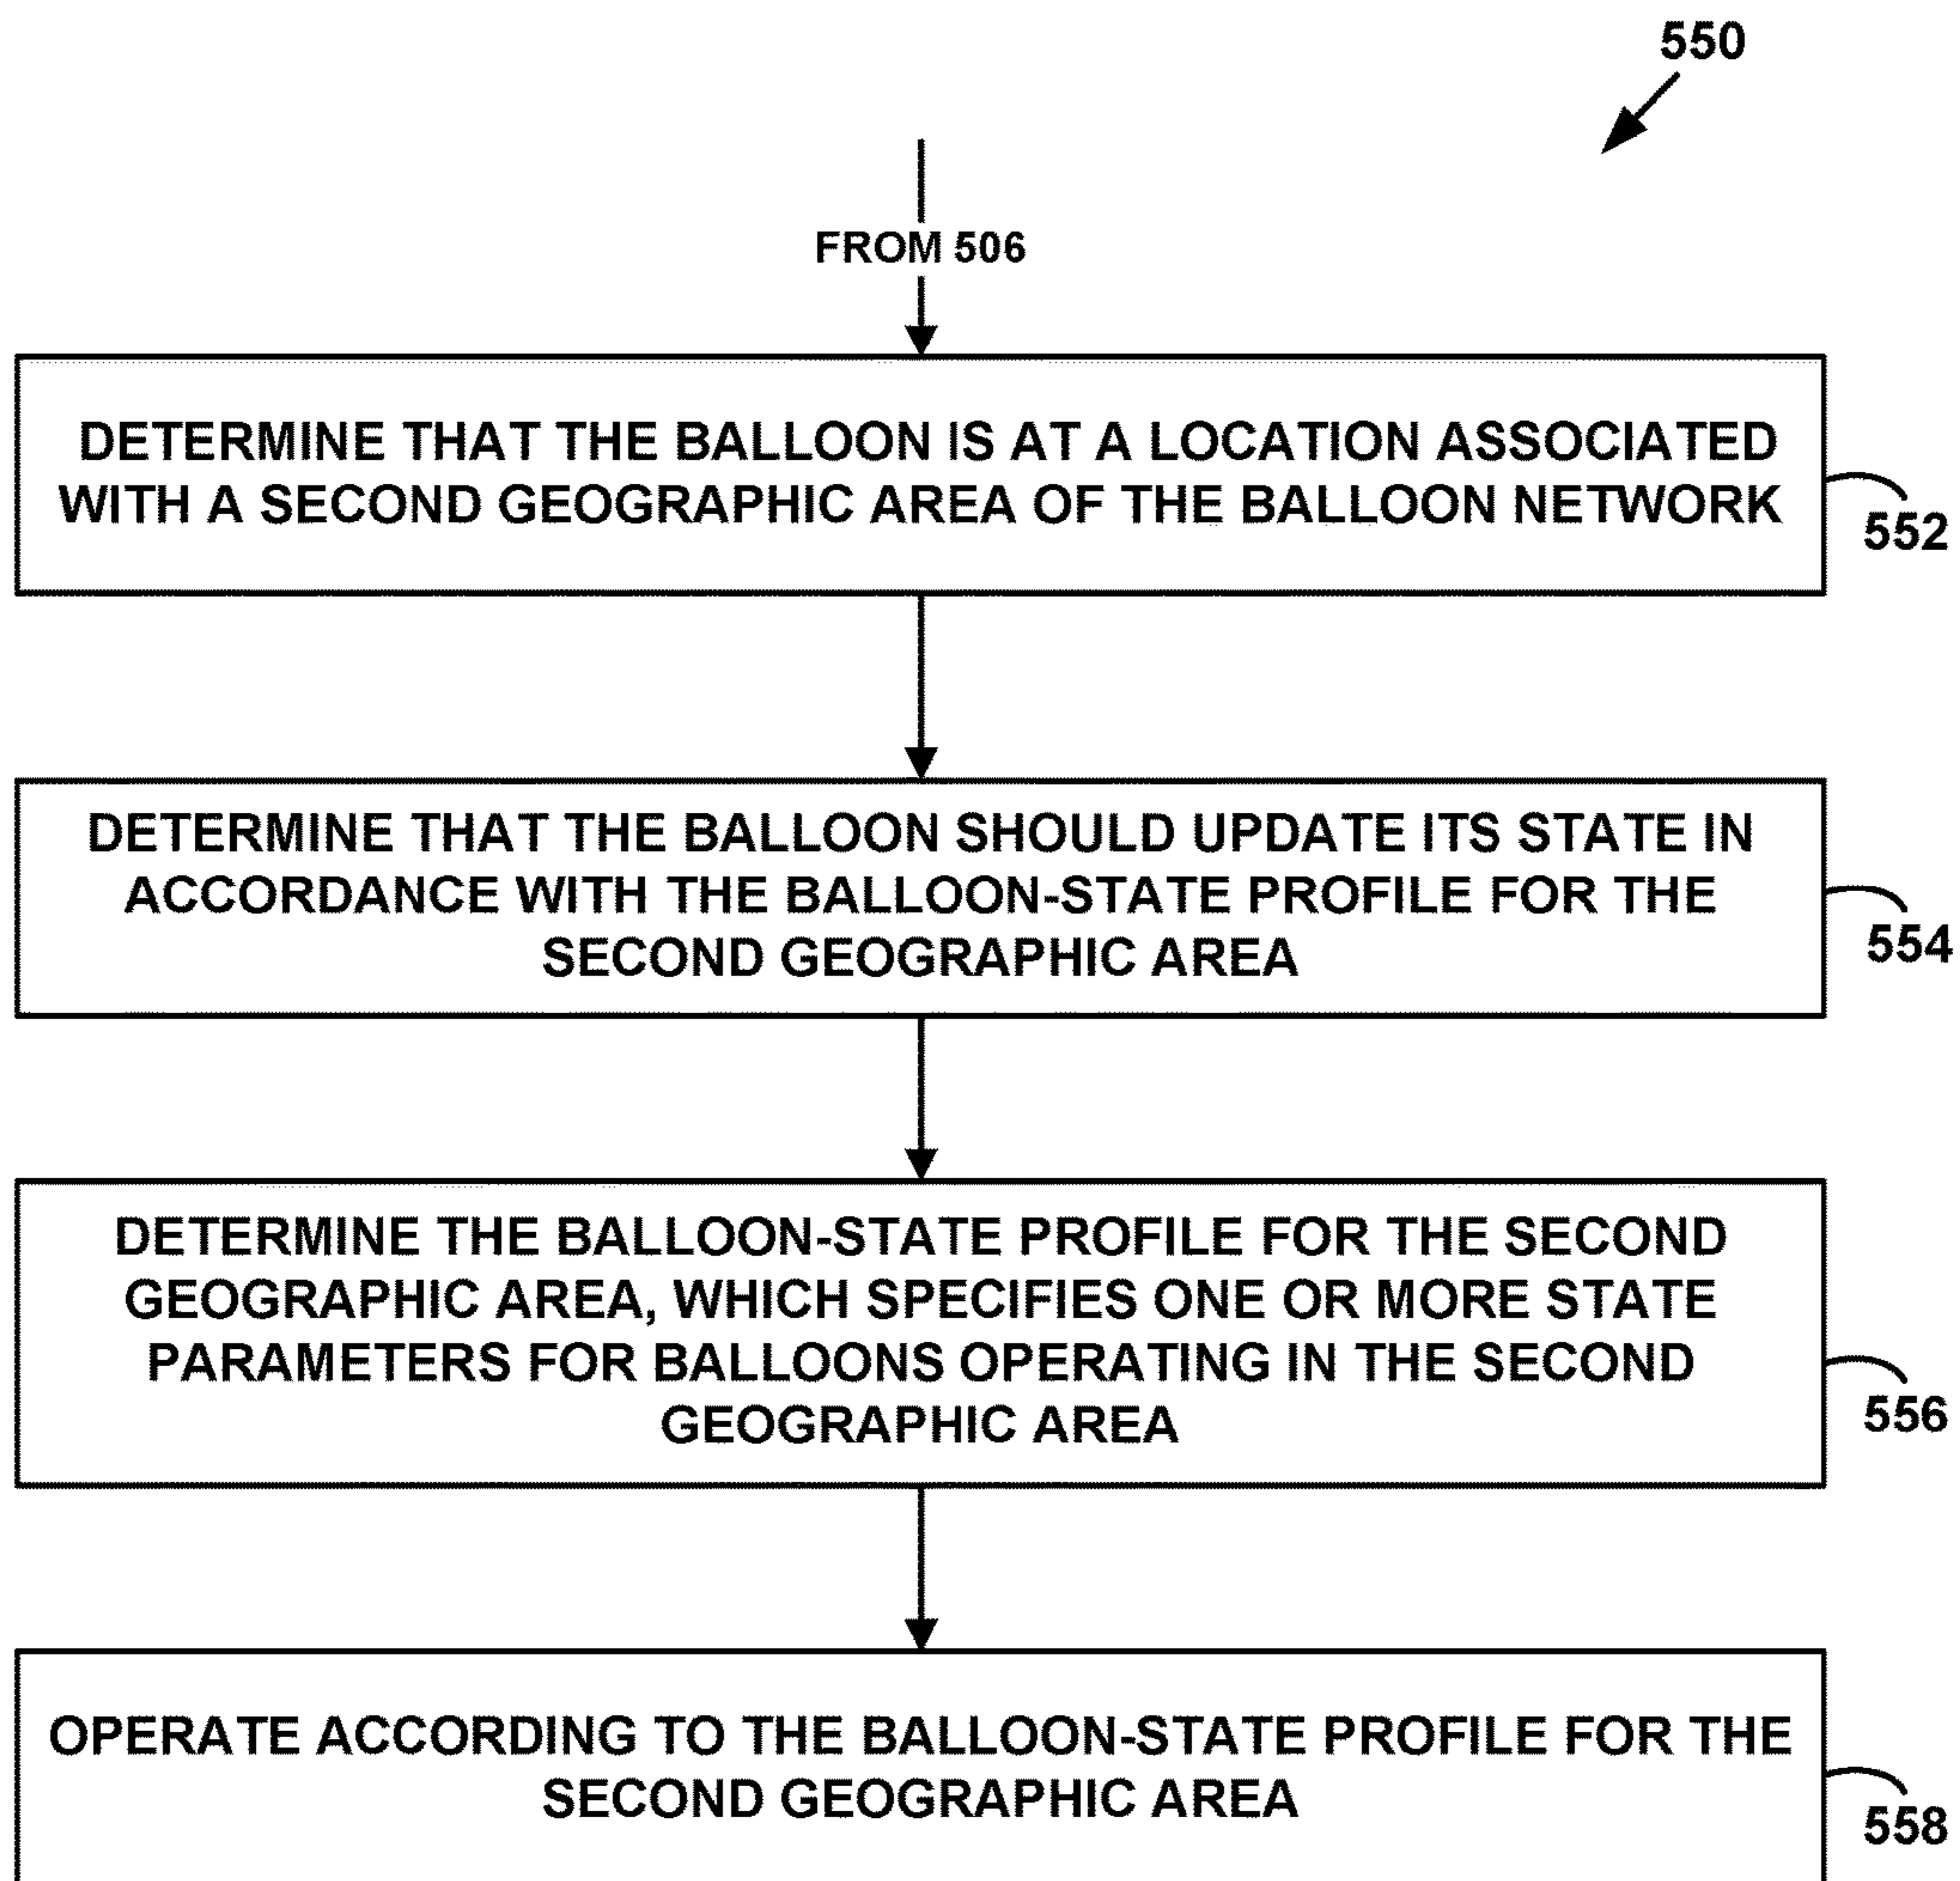 550
FROM 506
DETERMINE THAT THE BALLOON IS AT A LOCATION ASSOCIATED
WITH A SECOND GEOGRAPHIC AREA OF THE BALLOON NETWORK
552
DETERMINE THAT THE BALLOON SHOULD UPDATE ITS STATE IN
ACCORDANCE WITH THE BALLOON-STATE PROFILE FOR THE
SECOND GEOGRAPHIC AREA
554
DETERMINE THE BALLOON-STATE PROFILE FOR THE SECOND
GEOGRAPHIC AREA, WHICH SPECIFIES ONE OR MORE STATE
PARAMETERS FOR BALLOONS OPERATING IN THE SECOND
GEOGRAPHIC AREA
556
OPERATE ACCORDING TO THE BALLOON-STATE PROFILE FOR THE
SECOND GEOGRAPHIC AREA
558